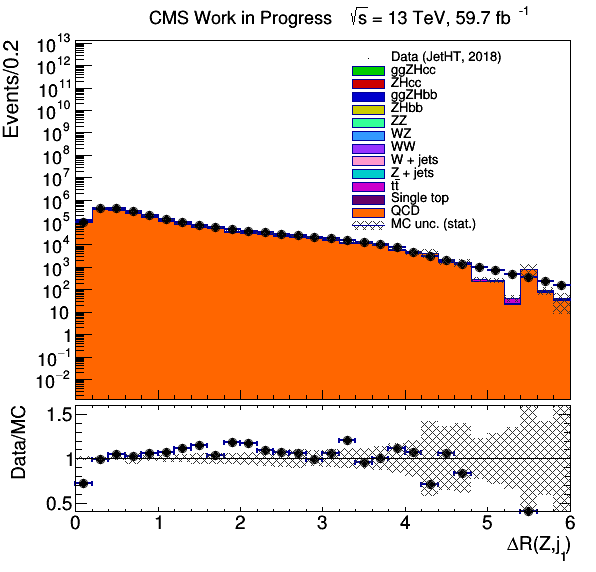 CMS Work in Progress √s = 13 TeV, 59.7 fb⁻¹
Events/0.2
10¹³
10¹²
10¹¹
10¹⁰
10⁹
10⁸
10⁷
10⁶
10⁵
10⁴
10³
10²
10
1
10⁻¹
10⁻²
Data (JetHT, 2018)
ggZHcc
ZHcc
ggZHbb
ZHbb
ZZ
WZ
WW
W + jets
Z + jets
tt̄
Single top
QCD
MC unc. (stat.)
Data/MC
1.5
1
0.5
0 1 2 3 4 5 6
ΔR(Z,j₁)